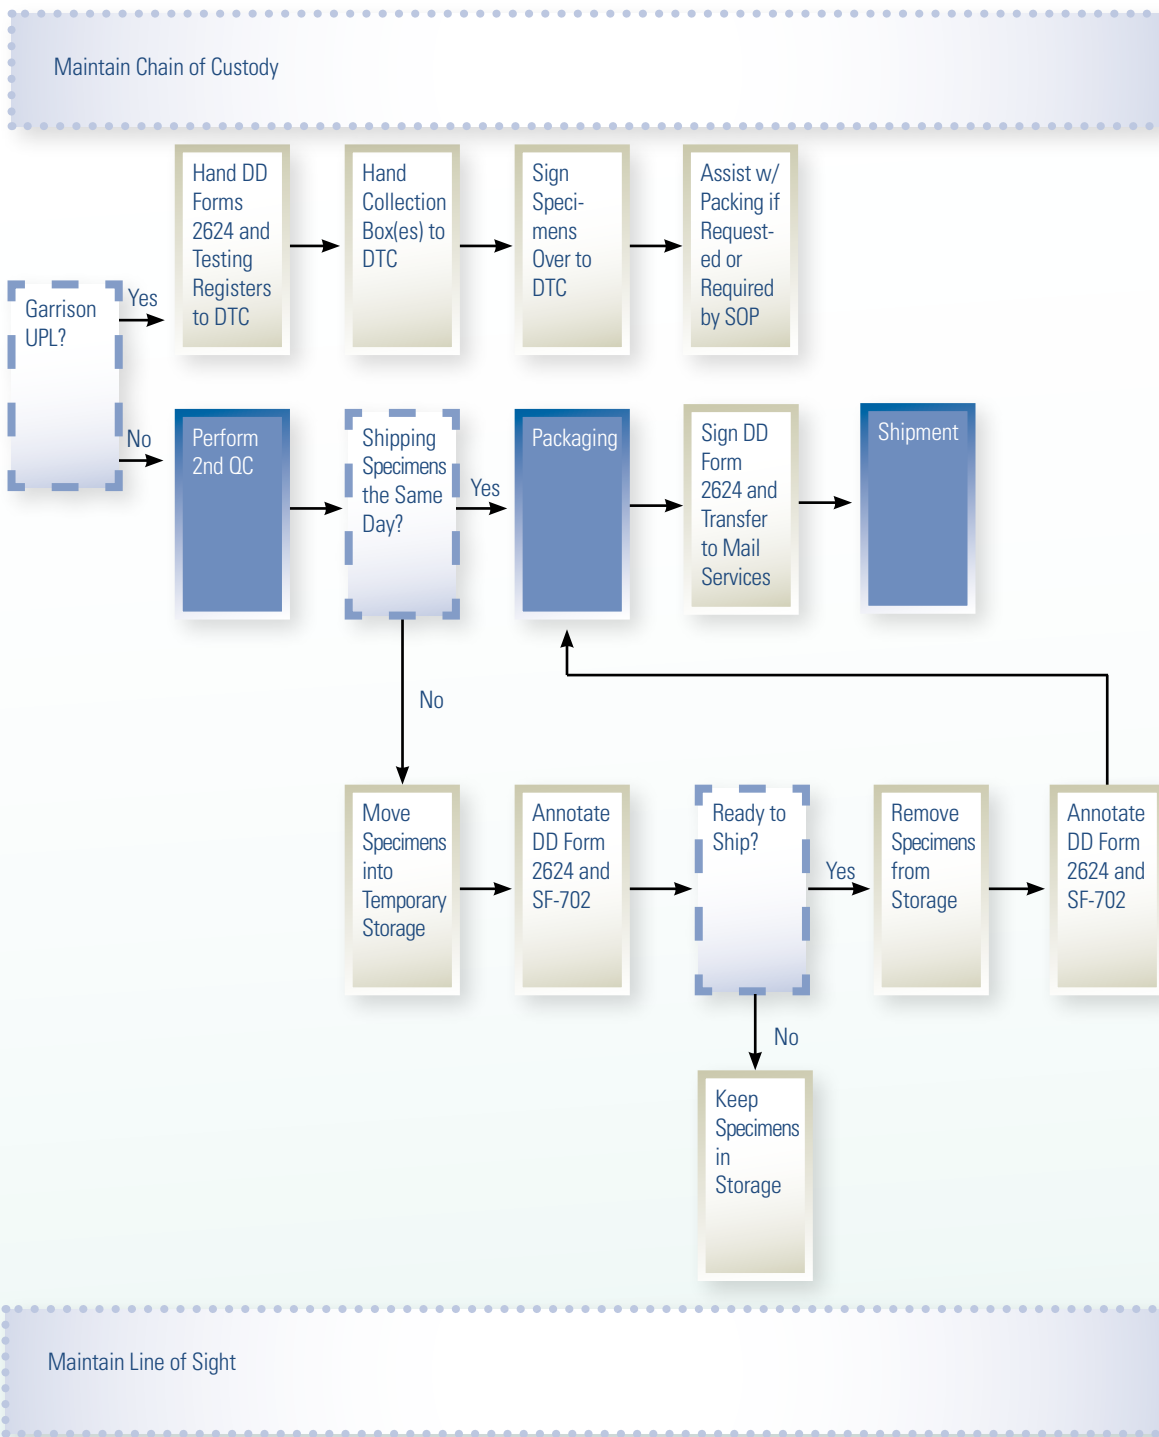 Maintain Chain of Custody
Hand DD
Forms
2624 and
Testing
Registers
to DTC
Hand
Collection
Box(es) to
DTC
Sign
Speci-
mens
Over to
DTC
Assist w/
Packing if
Request-
ed or
Required
by SOP
Garrison
UPL?
Yes
No
Perform
2nd QC
Shipping
Specimens
the Same
Day?
Yes
Packaging
Sign DD
Form
2624 and
Transfer
to Mail
Services
Shipment
No
Move
Specimens
into
Temporary
Storage
Annotate
DD Form
2624 and
SF-702
Ready to
Ship?
Yes
Remove
Specimens
from
Storage
Annotate
DD Form
2624 and
SF-702
No
Keep
Specimens
in
Storage
Maintain Line of Sight